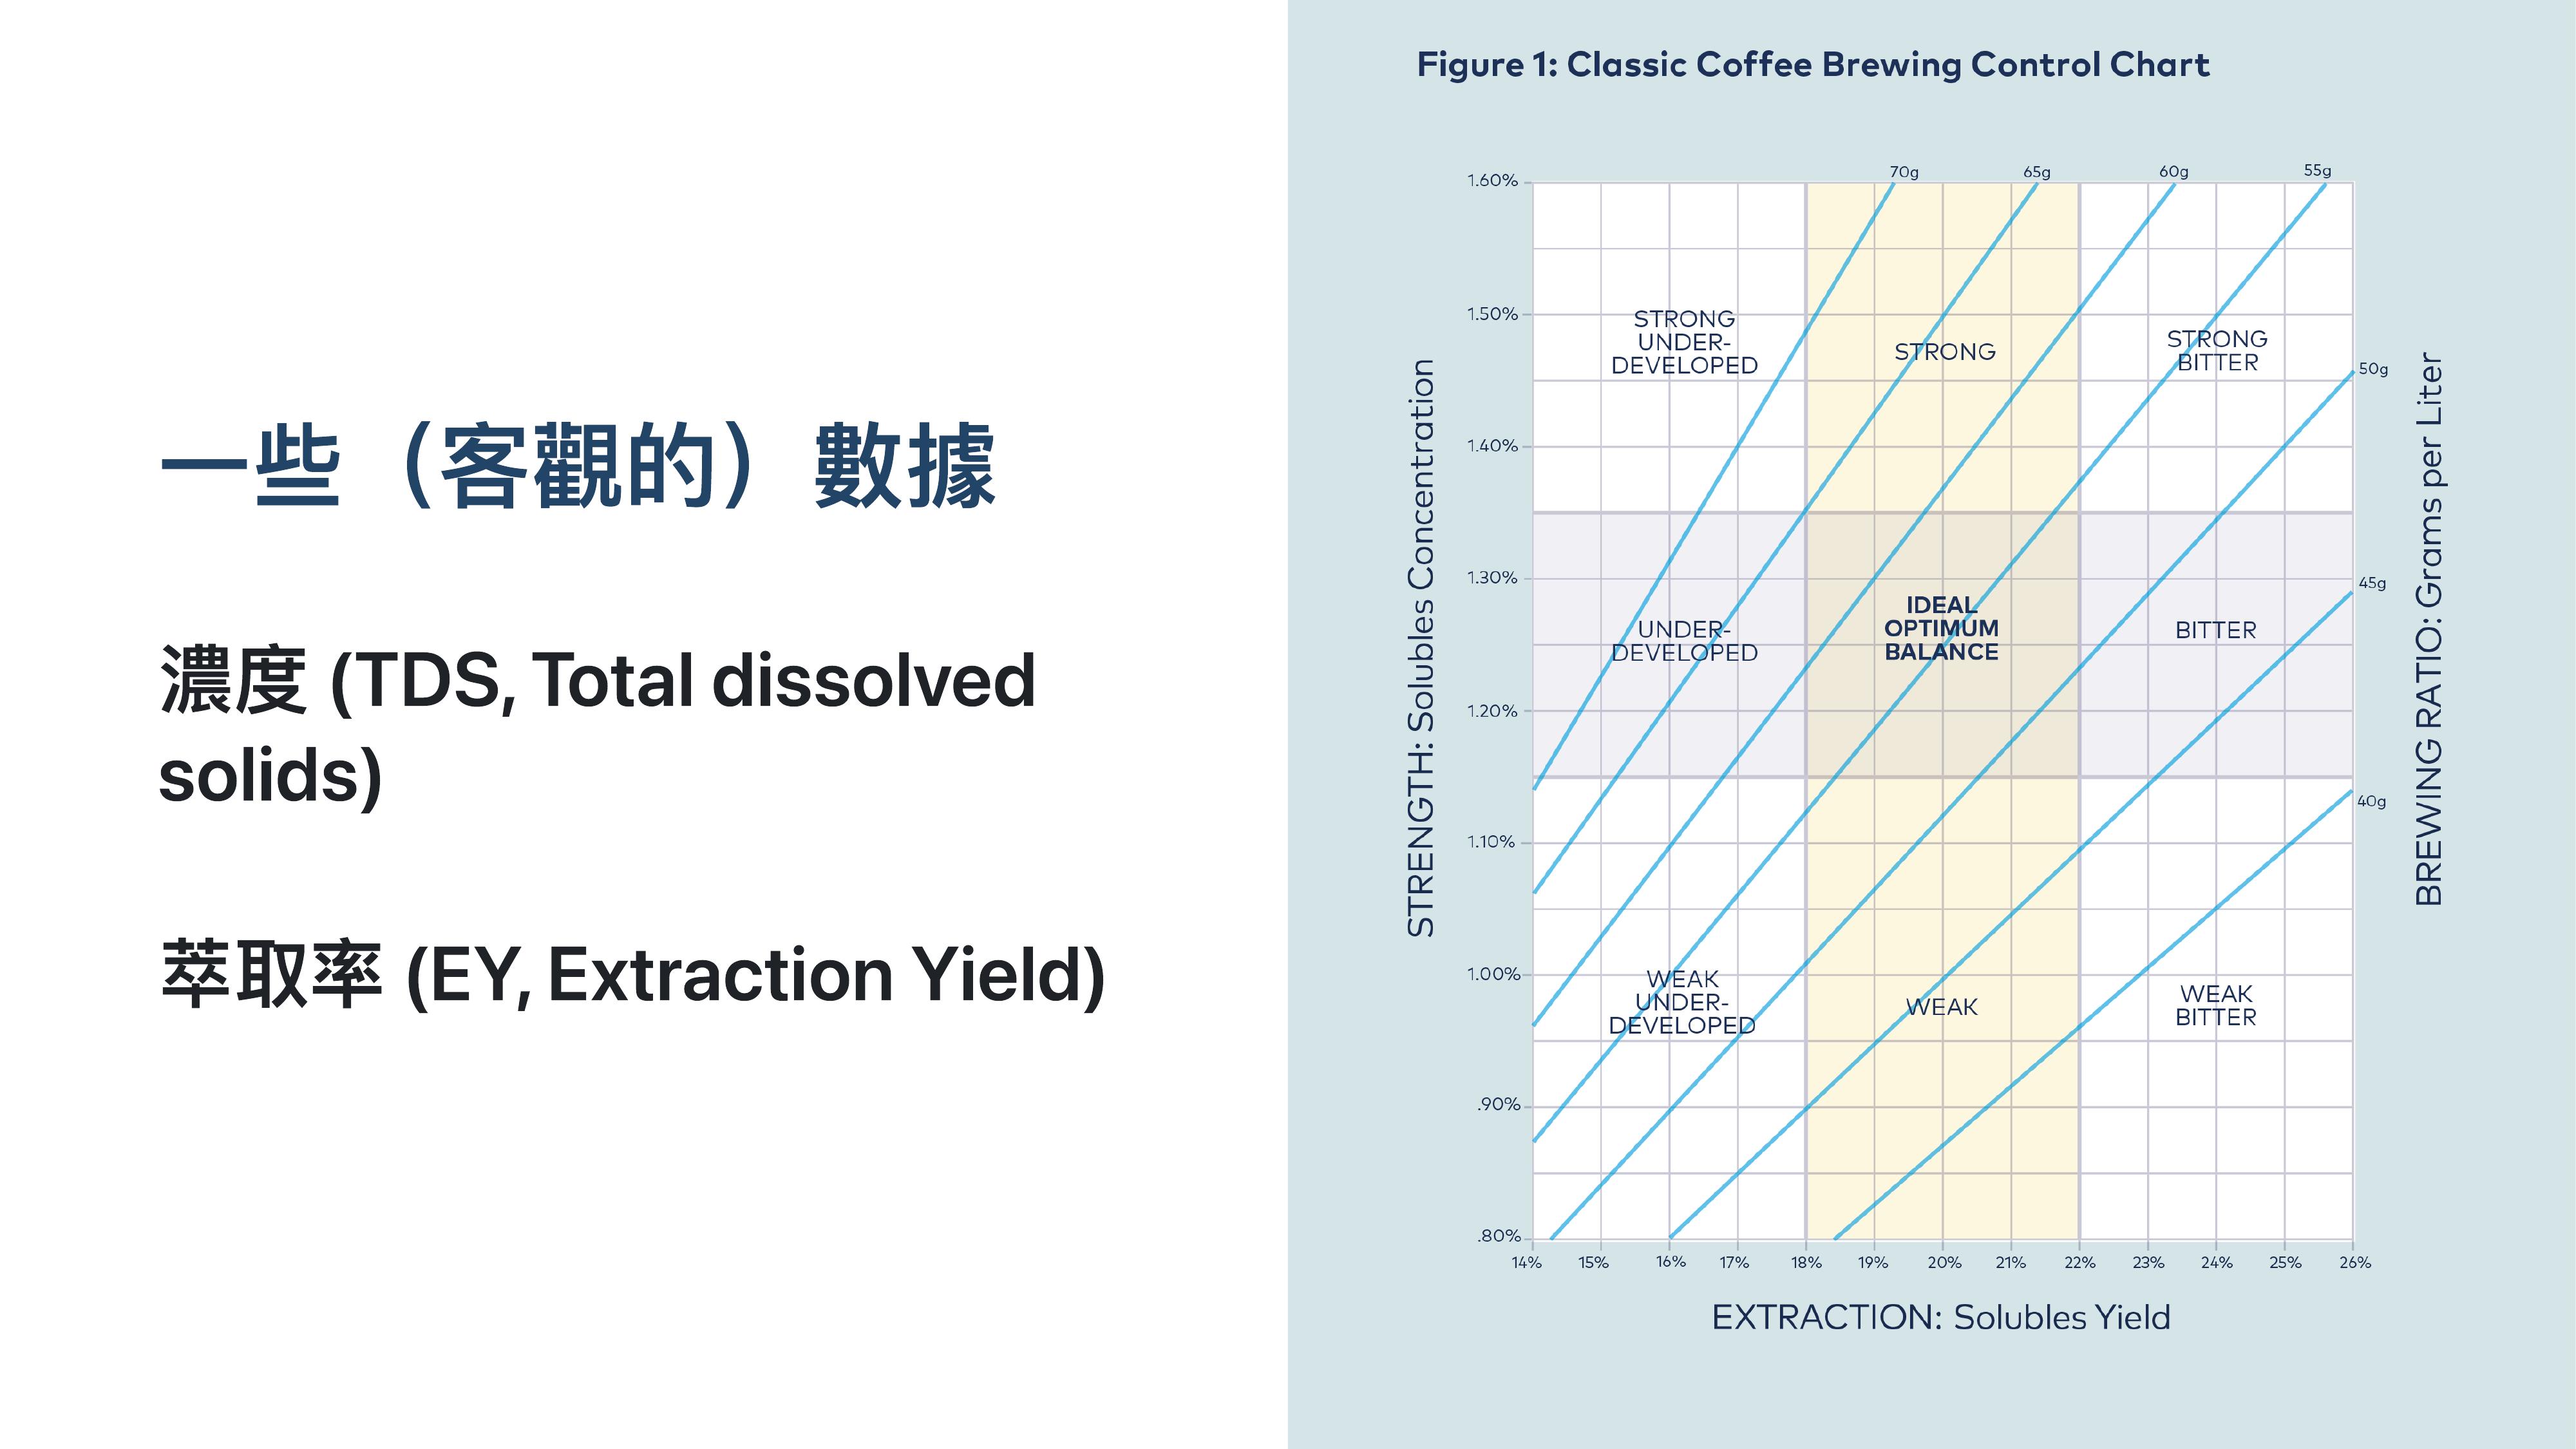 一些（客觀的）數據
濃度 (TDS, Total dissolved
solids)
萃取率 (EY, Extraction Yield)
Figure 1: Classic Coffee Brewing Control Chart
70g
65g
60g
55g
50g
45g
40g
1.60%
1.50%
1.40%
1.30%
1.20%
1.10%
1.00%
.90%
.80%
STRENGTH: Solubles Concentration
STRONG
UNDER-
DEVELOPED
STRONG
STRONG
BITTER
UNDER-
DEVELOPED
IDEAL
OPTIMUM
BALANCE
BITTER
WEAK
UNDER-
DEVELOPED
WEAK
WEAK
BITTER
BREWING RATIO: Grams per Liter
14%
15%
16%
17%
18%
19%
20%
21%
22%
23%
24%
25%
26%
EXTRACTION: Solubles Yield